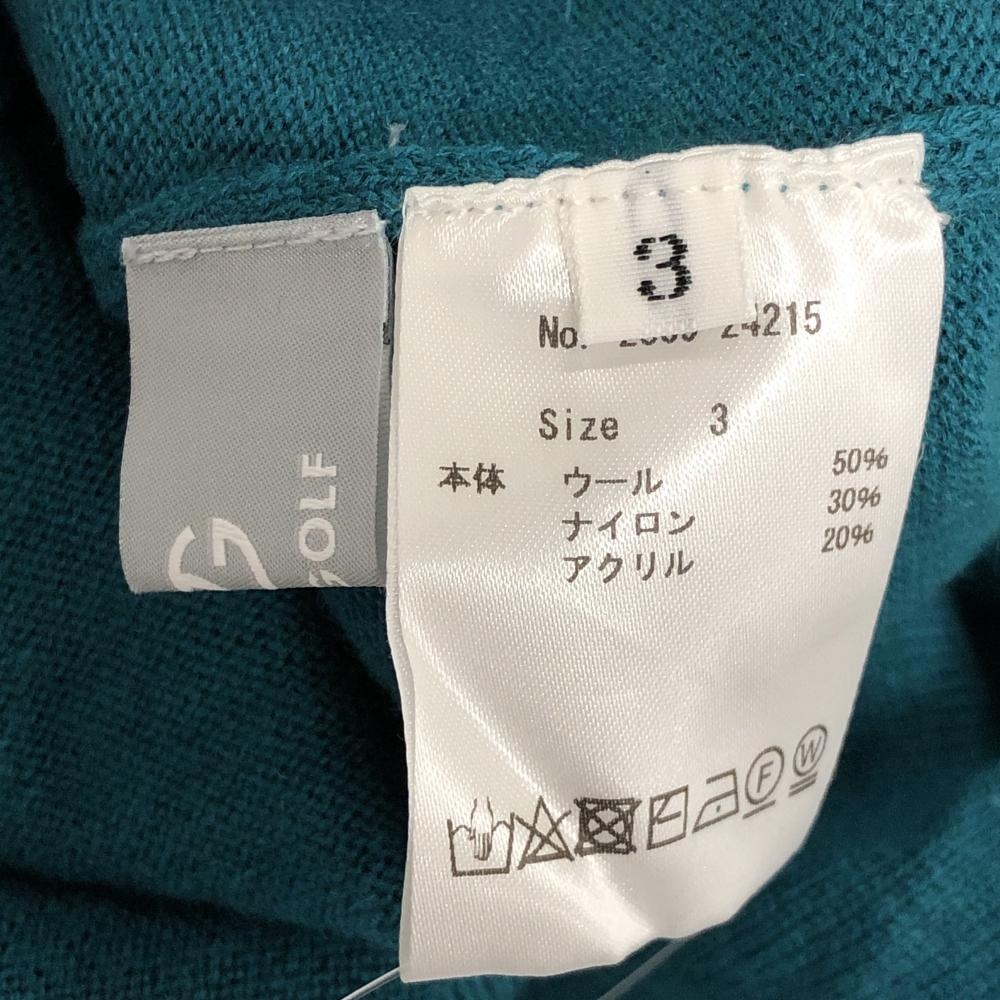 3
No. 24215
Size 3
本体 ウール 50%
ナイロン 30%
アクリル 20%
F W
G
GOLF